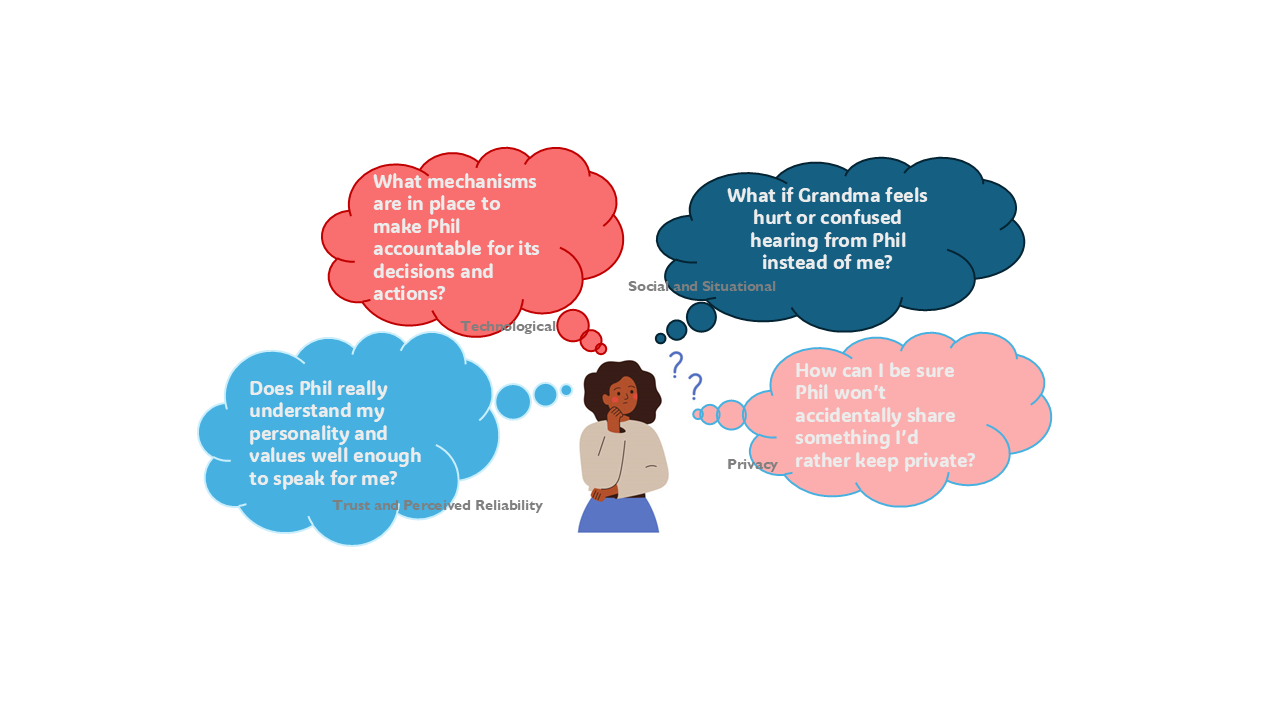 What mechanisms
are in place to
make Phil
accountable for its
decisions and
actions?
Technological
What if Grandma feels
hurt or confused
hearing from Phil
instead of me?
Social and Situational
Does Phil really
understand my
personality and
values well enough
to speak for me?
Trust and Perceived Reliability
?
?
How can I be sure
Phil won’t
accidentally share
something I’d
rather keep private?
Privacy